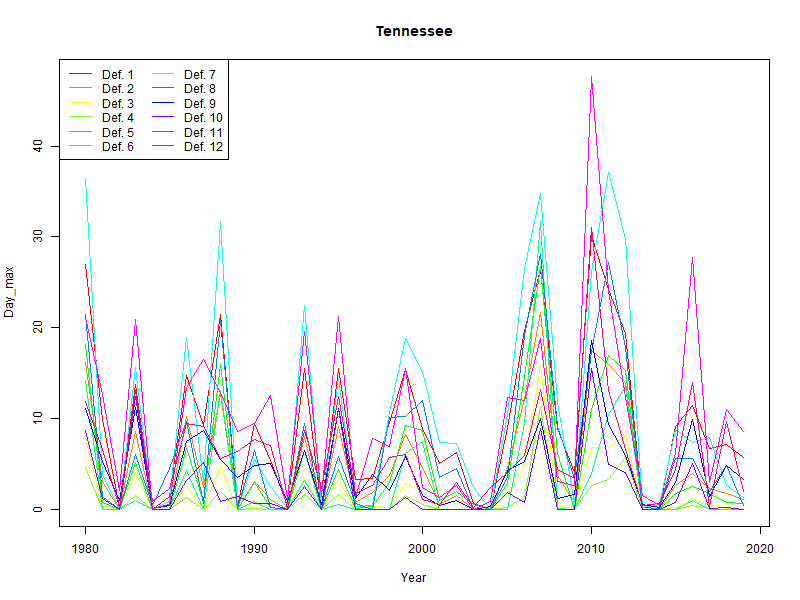 Tennessee
Def. 1 Def. 7
Def. 2 Def. 8
Def. 3 Def. 9
Def. 4 Def. 10
Def. 5 Def. 11
Def. 6 Def. 12
Day_max
40
30
20
10
0
1980 1990 2000 2010 2020
Year